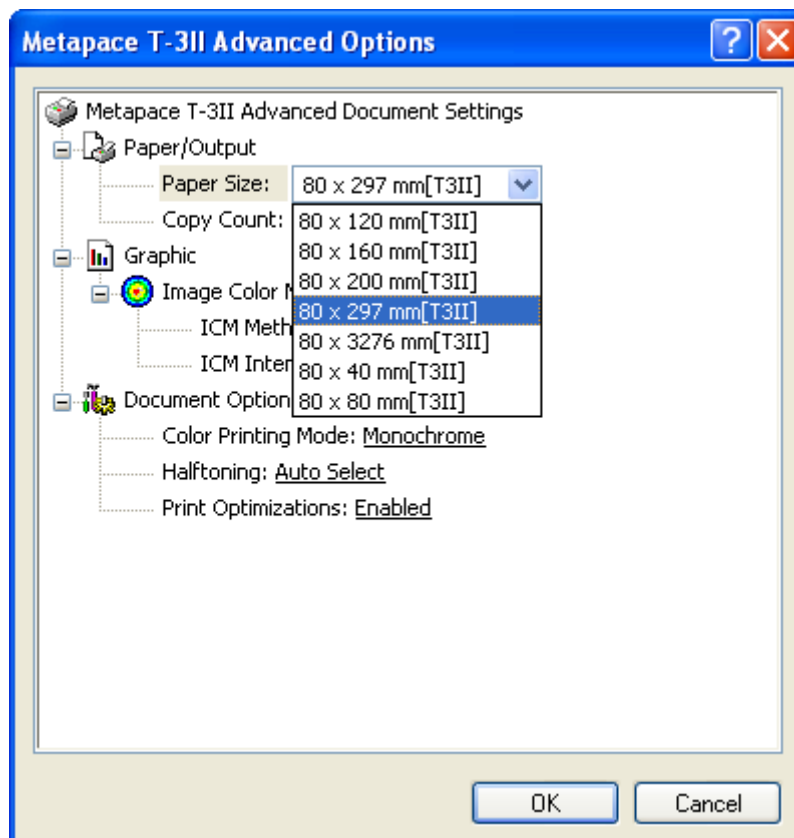 Metapace T-3II Advanced Options
Metapace T-3II Advanced Document Settings
Paper/Output
Paper Size: 80 x 297 mm[T3II]
Copy Count:
80 x 120 mm[T3II]
80 x 160 mm[T3II]
80 x 200 mm[T3II]
80 x 297 mm[T3II]
80 x 3276 mm[T3II]
80 x 40 mm[T3II]
80 x 80 mm[T3II]
Graphic
Image Color
ICM Meth
ICM Inter
Document Option
Color Printing Mode: Monochrome
Halftoning: Auto Select
Print Optimizations: Enabled
OK
Cancel